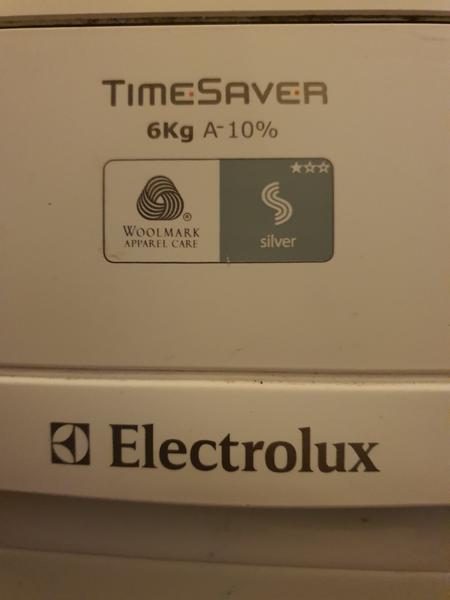 TIMESAVER
6Kg A-10%
WOOLMARK
APPAREL CARE
silver
Electrolux